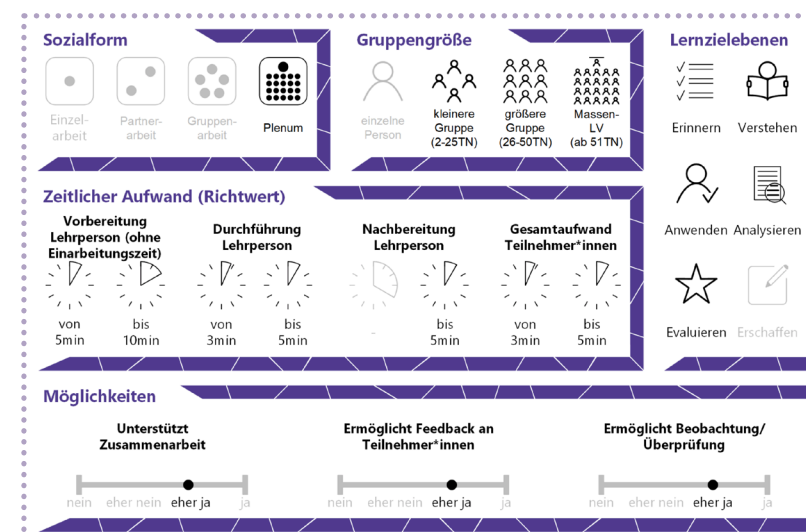 Sozialform
Einzel-
arbeit
Partner-
arbeit
Gruppen-
arbeit
Plenum
Gruppengröße
einzelne
Person
kleinere
Gruppe
(2-25TN)
größere
Gruppe
(26-50TN)
Massen-
LV
(ab 51TN)
Lernzielebenen
Erinnern
Verstehen
Anwenden
Analysieren
Evaluieren
Erschaffen
Zeitlicher Aufwand (Richtwert)
Vorbereitung
Lehrperson (ohne
Einarbeitungszeit)
von
5min
bis
10min
Durchführung
Lehrperson
von
3min
bis
5min
Nachbereitung
Lehrperson
-
bis
5min
Gesamtaufwand
Teilnehmer*innen
von
3min
bis
5min
Möglichkeiten
Unterstützt
Zusammenarbeit
nein eher nein eher ja ja
Ermöglicht Feedback an
Teilnehmer*innen
nein eher nein eher ja ja
Ermöglicht Beobachtung/
Überprüfung
nein eher nein eher ja ja